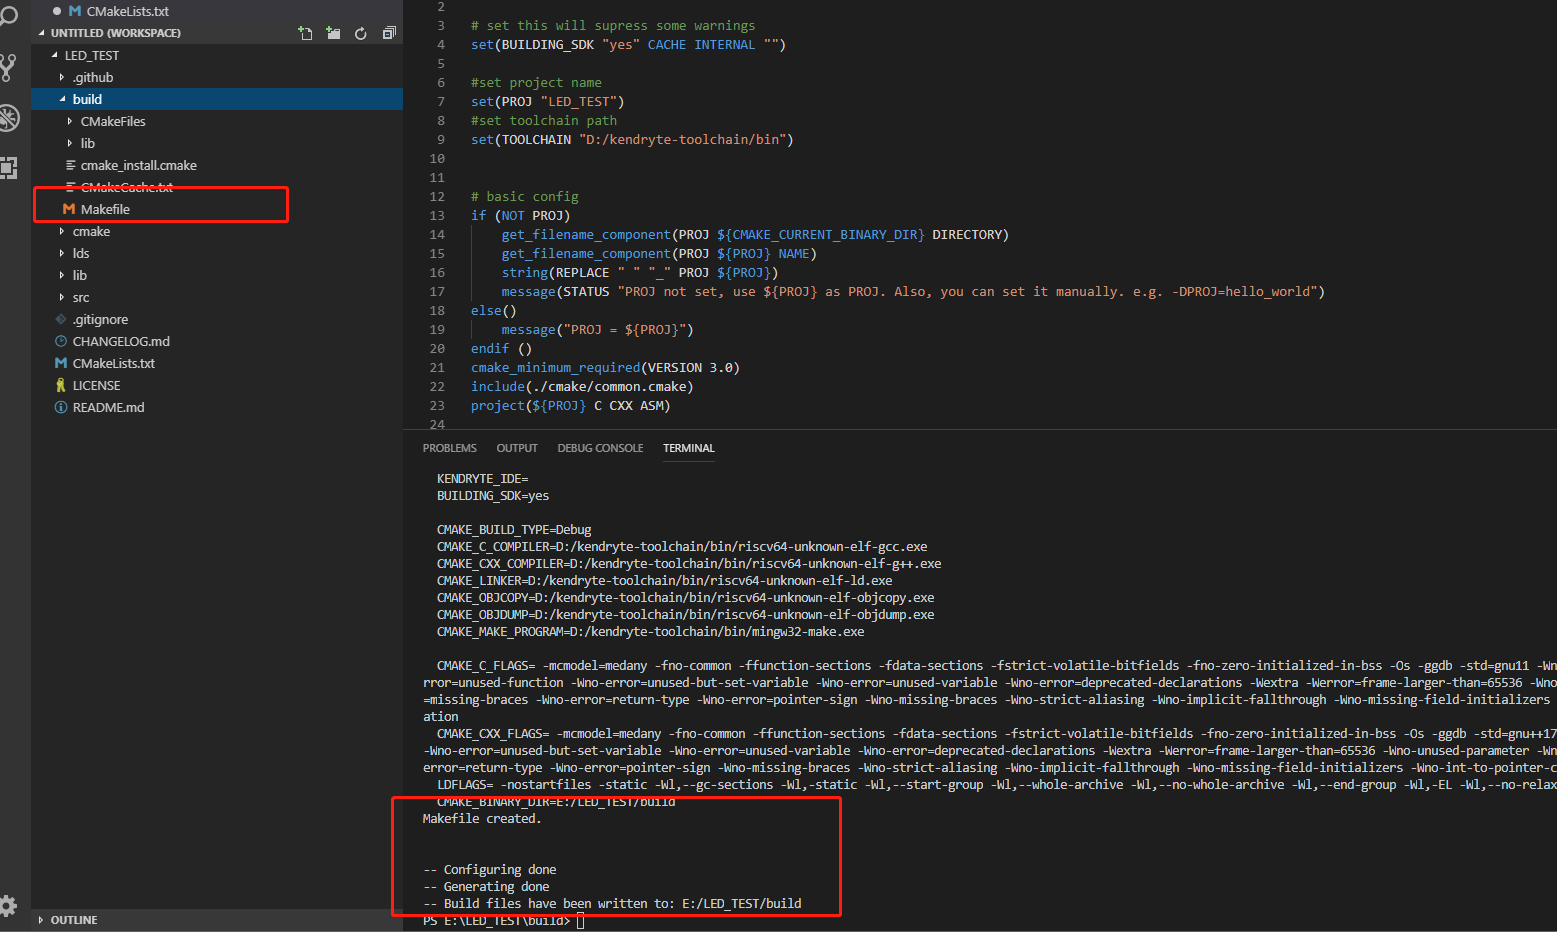 CMakeLists.txt
UNTITLED (WORKSPACE)
LED_TEST
.github
build
CMakeFiles
lib
cmake_install.cmake
CMakeCache.txt
Makefile
cmake
lds
lib
src
.gitignore
CHANGELOG.md
CMakeLists.txt
LICENSE
README.md
OUTLINE
2
3 # set this will supress some warnings
4 set(BUILDING_SDK "yes" CACHE INTERNAL "")
5
6 #set project name
7 set(PROJ "LED_TEST")
8 #set toolchain path
9 set(TOOLCHAIN "D:/kendryte-toolchain/bin")
10
11
12 # basic config
13 if (NOT PROJ)
14 get_filename_component(PROJ ${CMAKE_CURRENT_BINARY_DIR} DIRECTORY)
15 get_filename_component(PROJ ${PROJ} NAME)
16 string(REPLACE " " "_" PROJ ${PROJ})
17 message(STATUS "PROJ not set, use ${PROJ} as PROJ. Also, you can set it manually. e.g. -DPROJ=hello_world")
18 else()
19 message("PROJ = ${PROJ}")
20 endif ()
21 cmake_minimum_required(VERSION 3.0)
22 include(./cmake/common.cmake)
23 project(${PROJ} C CXX ASM)
24
PROBLEMS OUTPUT DEBUG CONSOLE TERMINAL
KENDRYTE_IDE=
BUILDING_SDK=yes
CMAKE_BUILD_TYPE=Debug
CMAKE_C_COMPILER=D:/kendryte-toolchain/bin/riscv64-unknown-elf-gcc.exe
CMAKE_CXX_COMPILER=D:/kendryte-toolchain/bin/riscv64-unknown-elf-g++.exe
CMAKE_LINKER=D:/kendryte-toolchain/bin/riscv64-unknown-elf-ld.exe
CMAKE_OBJCOPY=D:/kendryte-toolchain/bin/riscv64-unknown-elf-objcopy.exe
CMAKE_OBJDUMP=D:/kendryte-toolchain/bin/riscv64-unknown-elf-objdump.exe
CMAKE_MAKE_PROGRAM=D:/kendryte-toolchain/bin/mingw32-make.exe
CMAKE_C_FLAGS= -mcmodel=medany -fno-common -ffunction-sections -fdata-sections -fstrict-volatile-bitfields -fno-zero-initialized-in-bss -Os -ggdb -std=gnu11 -Wn
rror=unused-function -Wno-error=unused-but-set-variable -Wno-error=unused-variable -Wno-error=deprecated-declarations -Wextra -Werror=frame-larger-than=65536 -Wno
=missing-braces -Wno-error=return-type -Wno-error=pointer-sign -Wno-missing-braces -Wno-strict-aliasing -Wno-implicit-fallthrough -Wno-missing-field-initializers
ation
CMAKE_CXX_FLAGS= -mcmodel=medany -fno-common -ffunction-sections -fdata-sections -fstrict-volatile-bitfields -fno-zero-initialized-in-bss -Os -ggdb -std=gnu++17
-Wno-error=unused-but-set-variable -Wno-error=unused-variable -Wno-error=deprecated-declarations -Wextra -Werror=frame-larger-than=65536 -Wno-unused-parameter -Wn
error=return-type -Wno-error=pointer-sign -Wno-missing-braces -Wno-strict-aliasing -Wno-implicit-fallthrough -Wno-missing-field-initializers -Wno-int-to-pointer-c
LDFLAGS= -nostartfiles -static -Wl,--gc-sections -Wl,-static -Wl,--start-group -Wl,--whole-archive -Wl,--no-whole-archive -Wl,--end-group -Wl,-EL -Wl,--no-relax
CMAKE_BINARY_DIR=E:/LED_TEST/build
Makefile created.
-- Configuring done
-- Generating done
-- Build files have been written to: E:/LED_TEST/build
PS E:\LED_TEST\build>